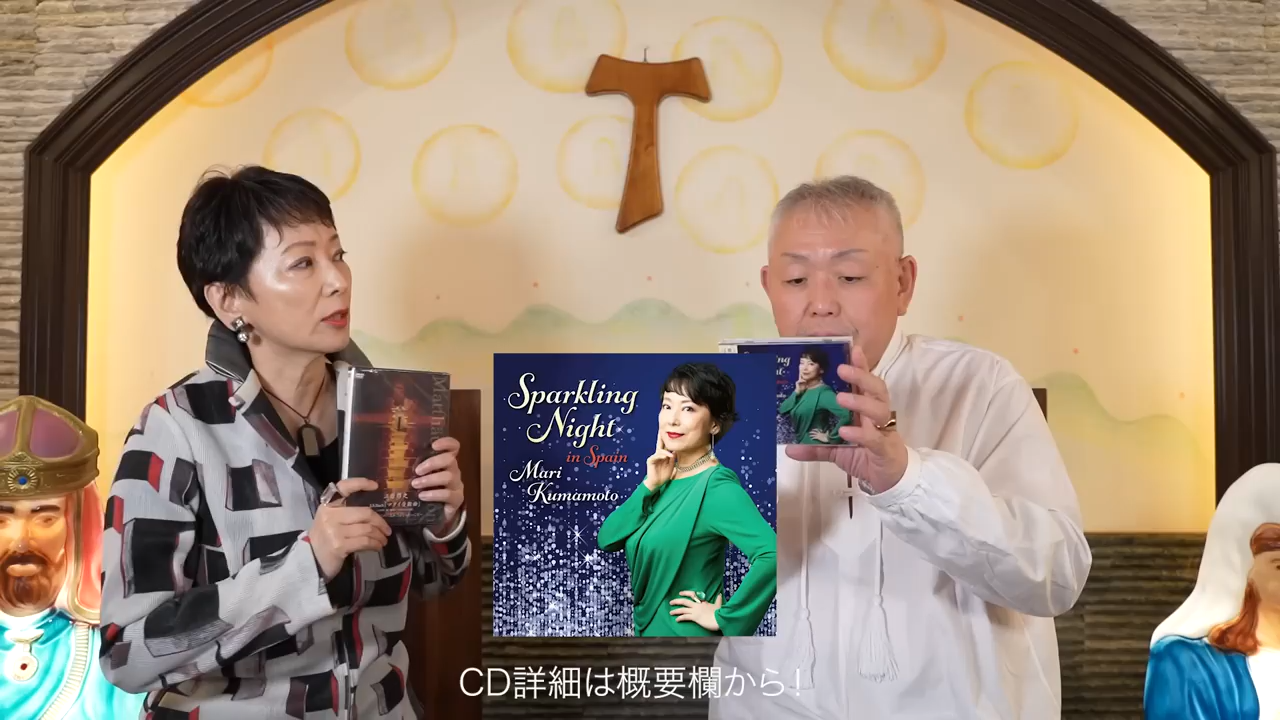 Sparkling
Night
in Spain
Mari
Kumamoto
CD詳細は概要欄から!